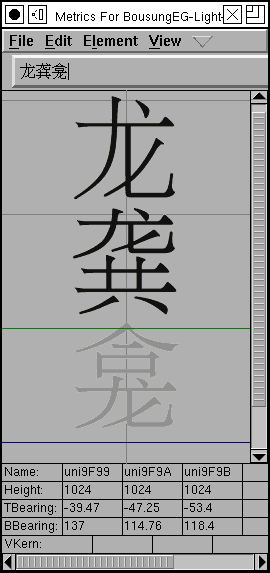 Metrics For BousungEG-Light-
File Edit Element View
龙龚龛
龙
龚
龛
Name: uni9F99 uni9F9A uni9F9B
Height: 1024 1024 1024
TBearing: -39.47 -47.25 -53.4
BBearing: 137 114.76 118.4
VKern: